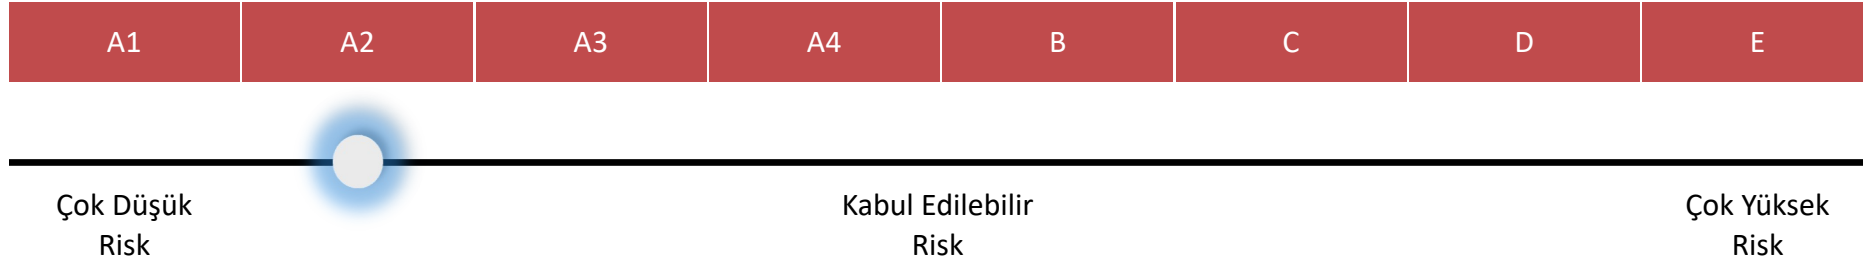 A1 A2 A3 A4 B C D E
Çok Düşük
Risk
Kabul Edilebilir
Risk
Çok Yüksek
Risk